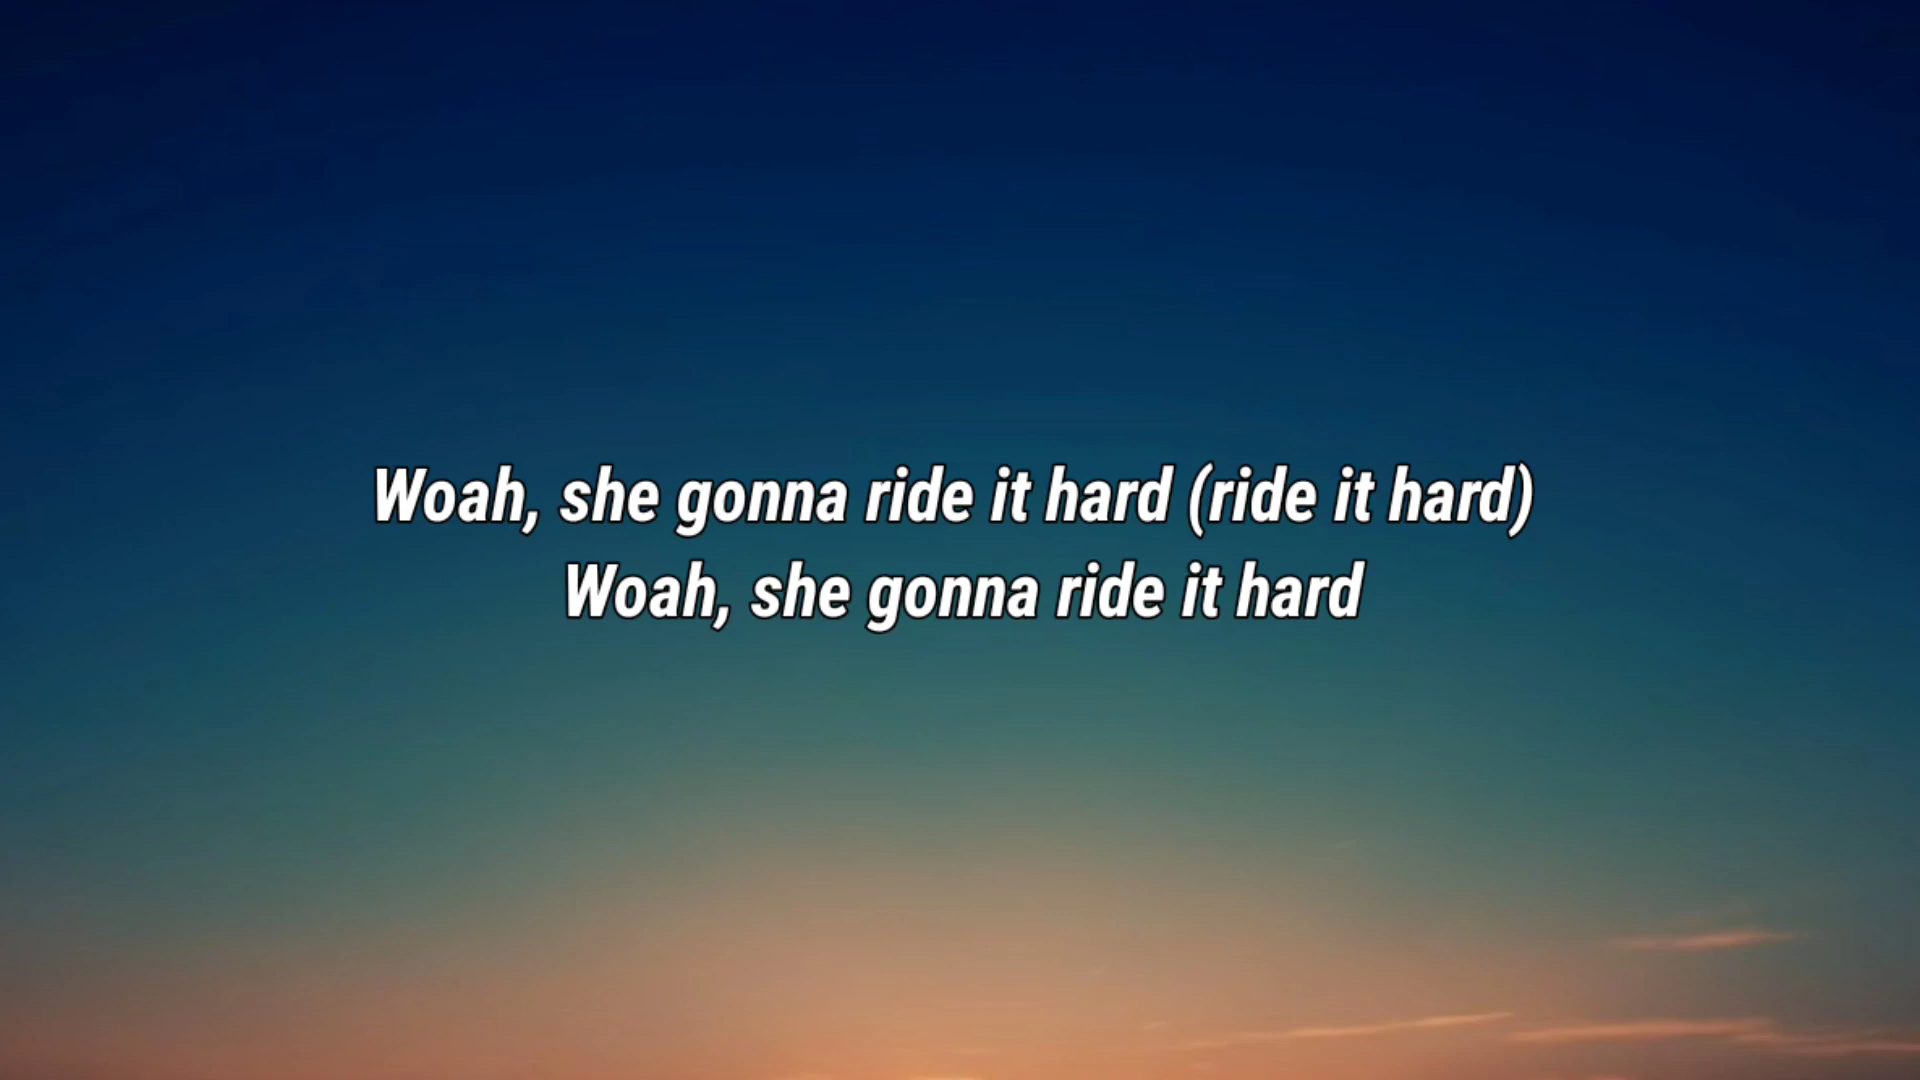 Woah, she gonna ride it hard (ride it hard)
Woah, she gonna ride it hard